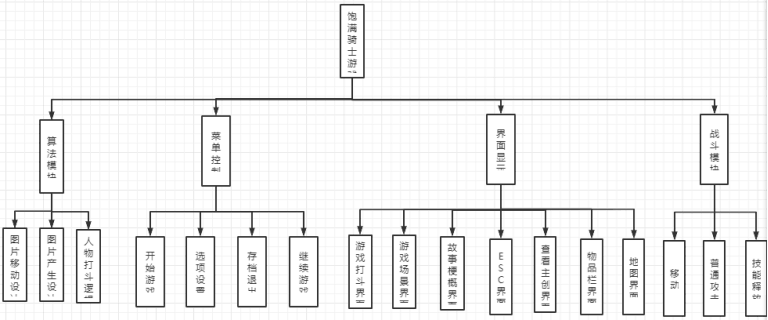 饱满骑士游戏
算法模块
菜单控制
界面显示
战斗模块
图片移动设计
图片产生设计
人物打斗逻辑
开始游戏
选项设置
存档退出
继续游戏
游戏打斗界面
游戏场景界面
故事梗概界面
ESC界面
查看主创界面
物品栏界面
地图界面
移动
普通攻击
技能释放